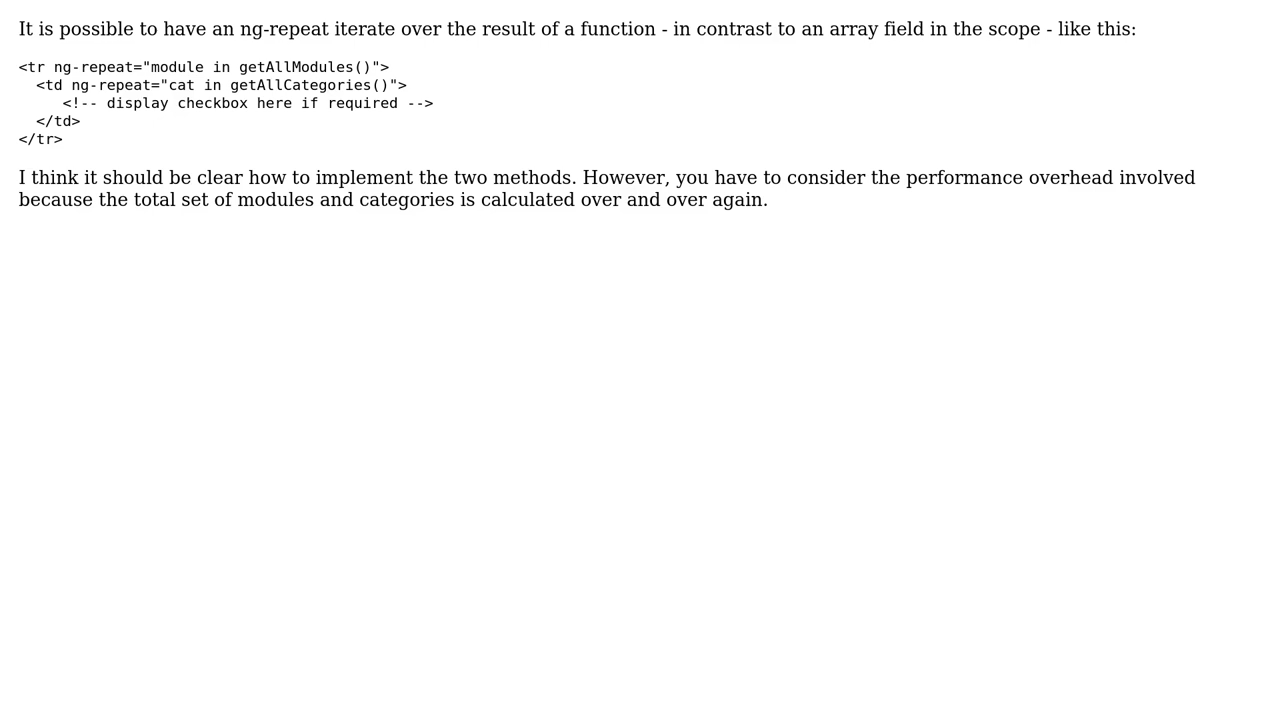 It is possible to have an ng-repeat iterate over the result of a function - in contrast to an array field in the scope - like this:
<tr ng-repeat="module in getAllModules()">
  <td ng-repeat="cat in getAllCategories()">
     <!-- display checkbox here if required -->
  </td>
</tr>
I think it should be clear how to implement the two methods. However, you have to consider the performance overhead involved
because the total set of modules and categories is calculated over and over again.